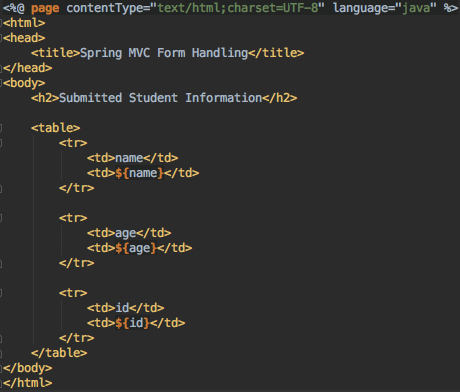 <%@ page contentType="text/html;charset=UTF-8" language="java" %>
<html>
<head>
    <title>Spring MVC Form Handling</title>
</head>
<body>
    <h2>Submitted Student Information</h2>

    <table>
        <tr>
            <td>name</td>
            <td>${name}</td>
        </tr>

        <tr>
            <td>age</td>
            <td>${age}</td>
        </tr>

        <tr>
            <td>id</td>
            <td>${id}</td>
        </tr>
    </table>
</body>
</html>